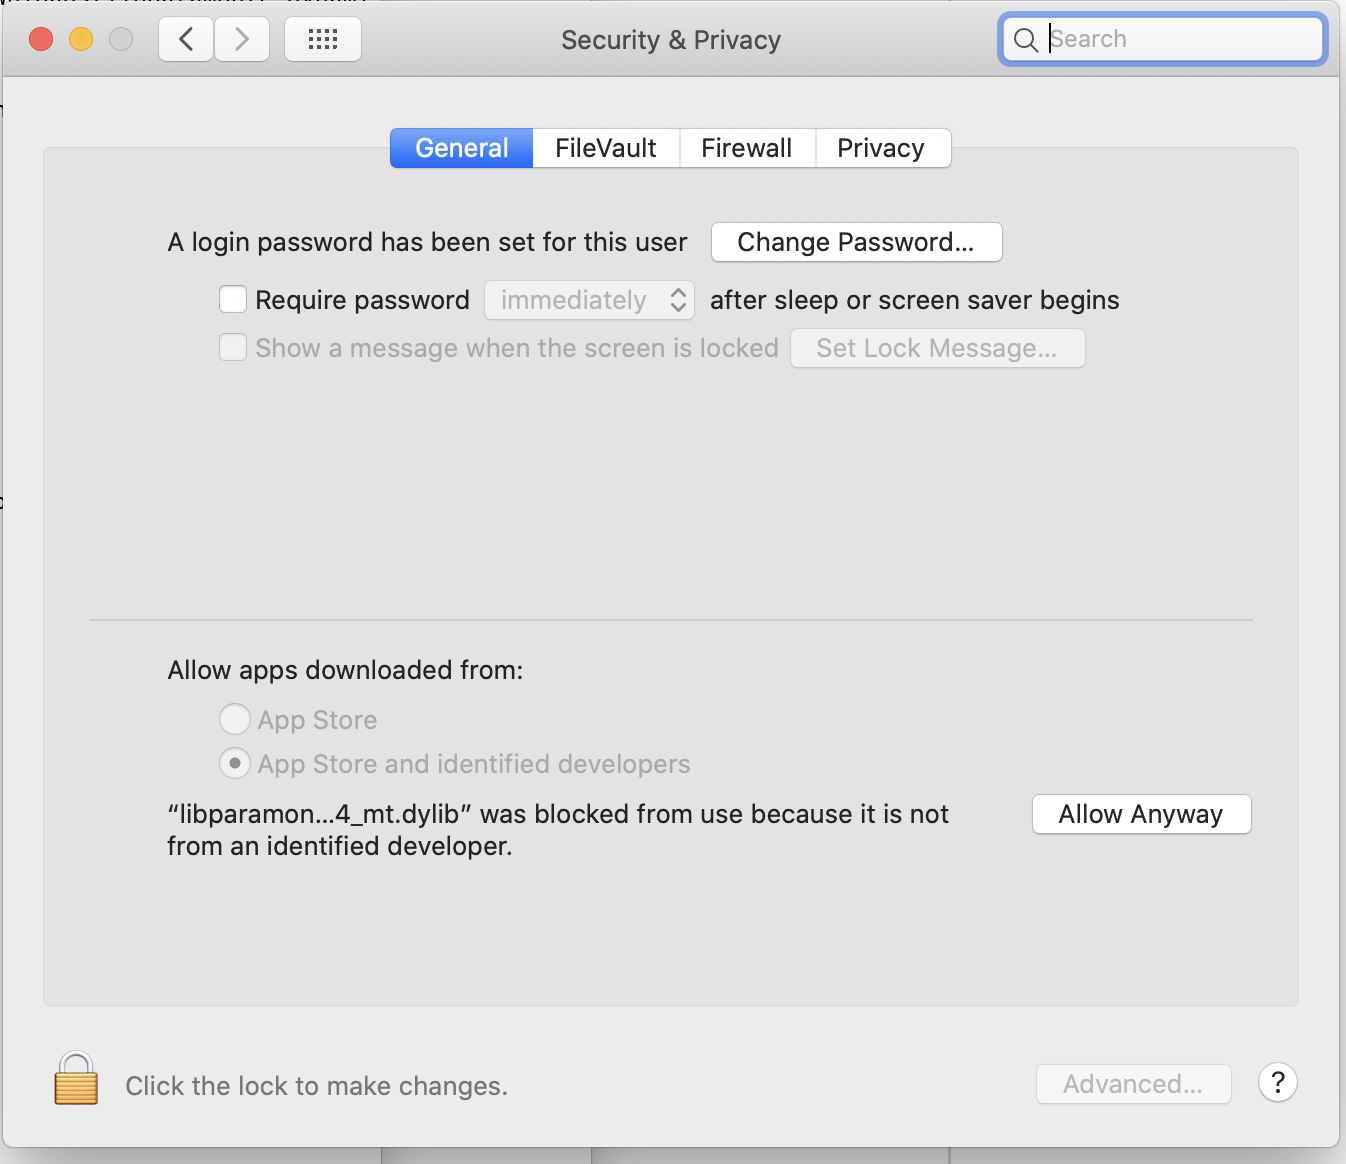 Security & Privacy
Search
General FileVault Firewall Privacy
A login password has been set for this user Change Password...
Require password immediately after sleep or screen saver begins
Show a message when the screen is locked Set Lock Message...
Allow apps downloaded from:
App Store
App Store and identified developers
“libparamon...4_mt.dylib” was blocked from use because it is not Allow Anyway
from an identified developer.
Click the lock to make changes. Advanced... ?